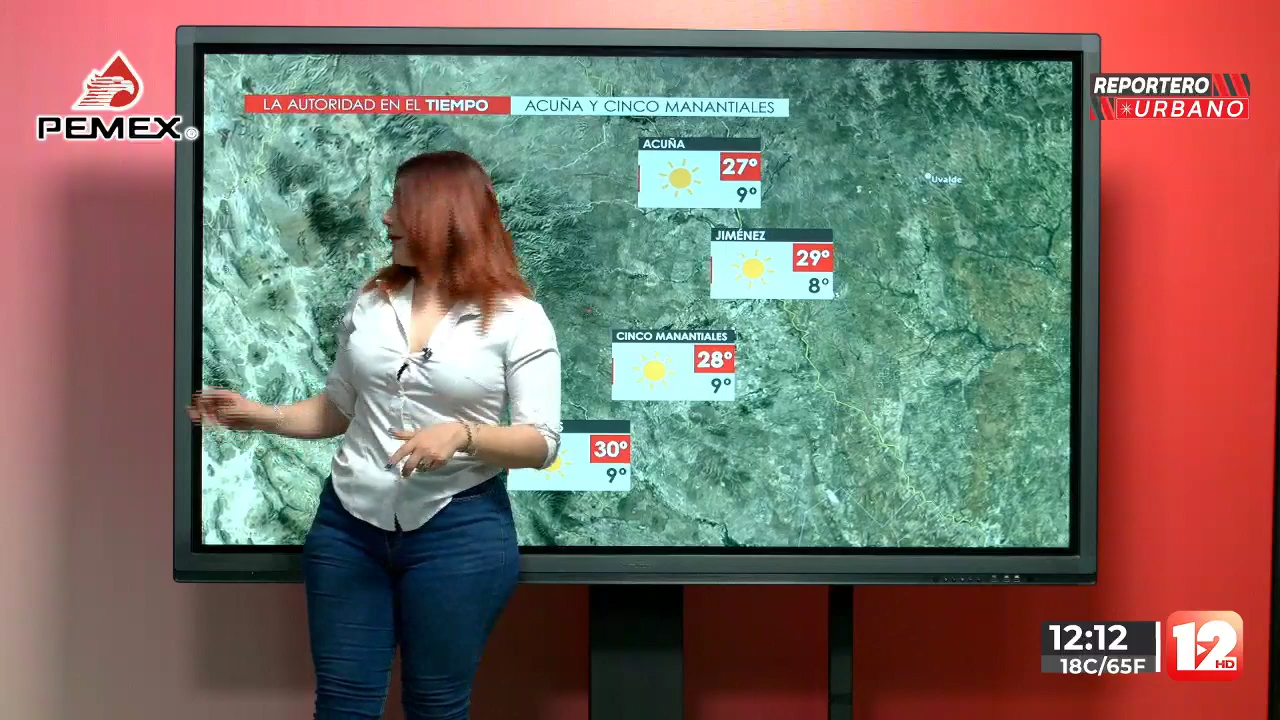 PEMEX
REPORTERO
URBANO
LA AUTORIDAD EN EL TIEMPO
ACUÑA Y CINCO MANANTIALES
ACUÑA
27°
9°
Uvalde
JIMÉNEZ
29°
8°
CINCO MANANTIALES
28°
9°
30°
9°
12:12
18C/65F
12
HD